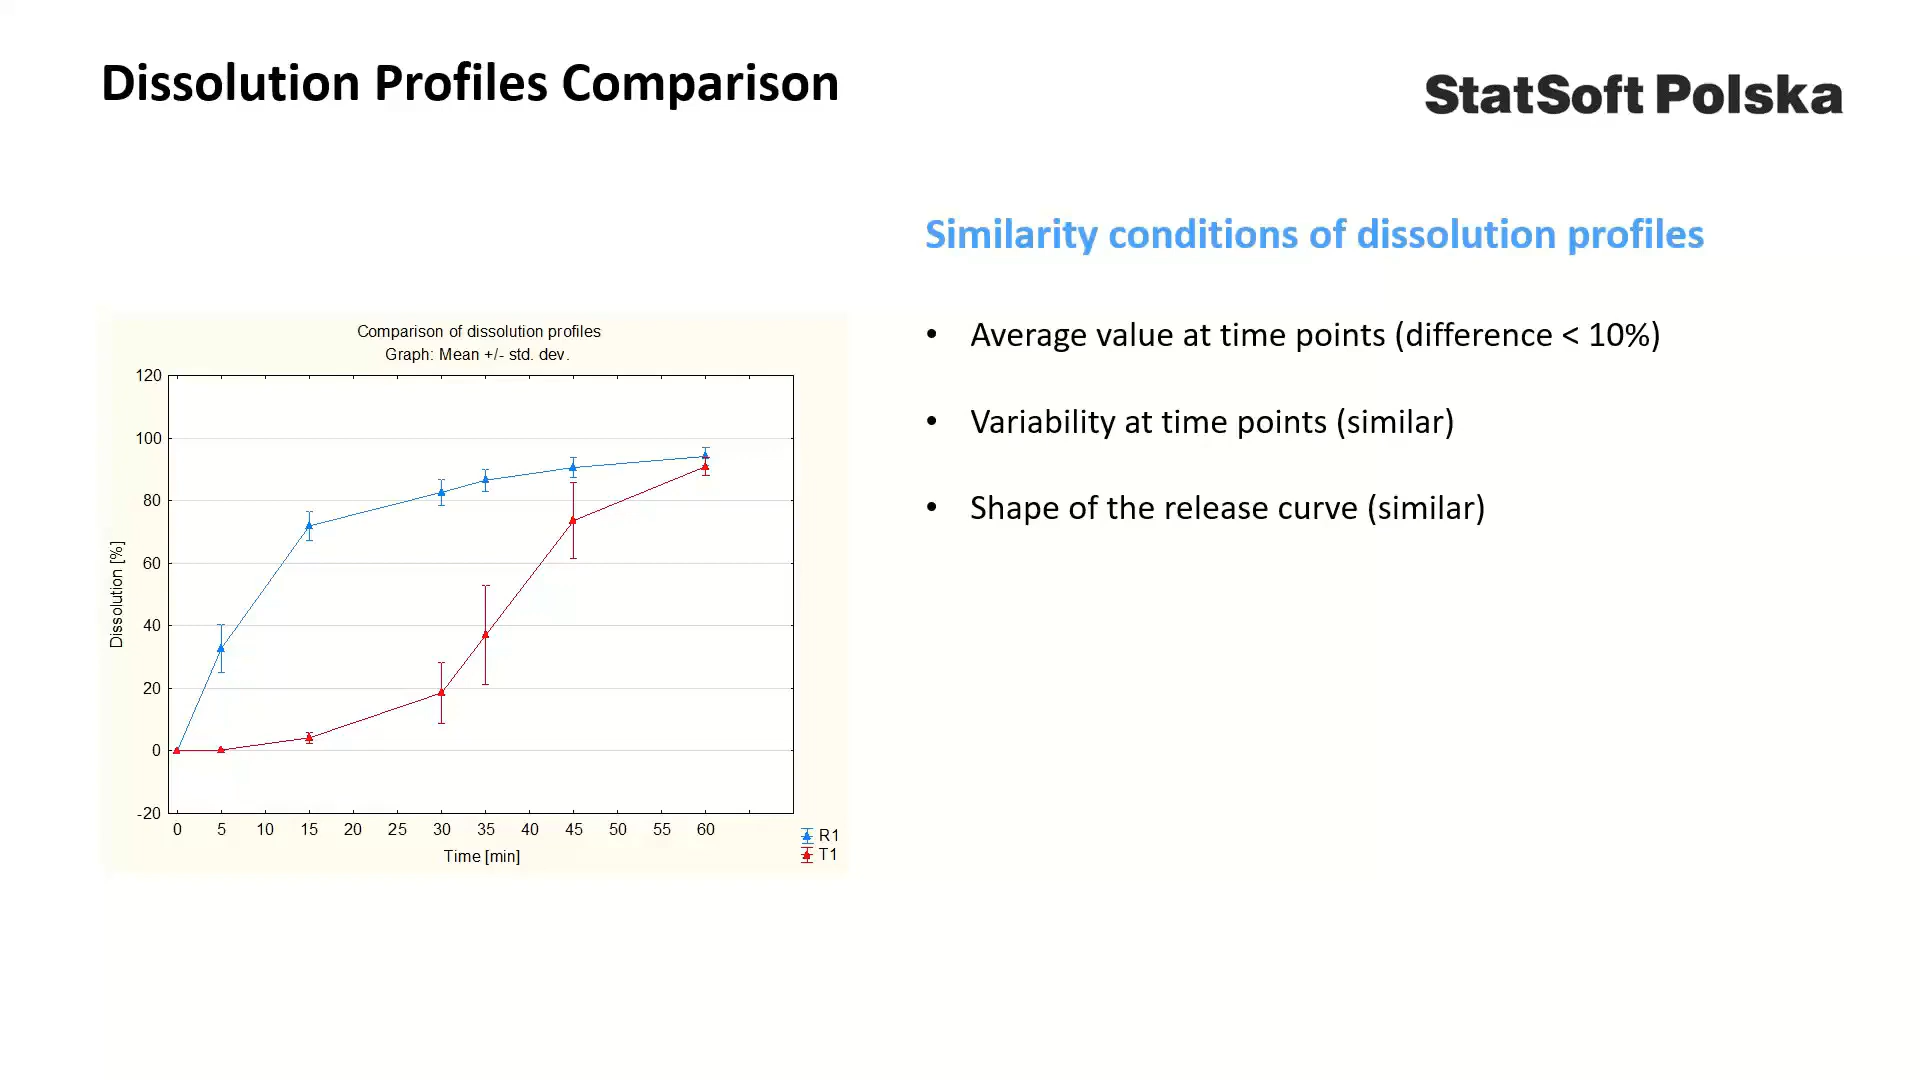 Dissolution Profiles Comparison
StatSoft Polska
Similarity conditions of dissolution profiles
• Average value at time points (difference < 10%)
• Variability at time points (similar)
• Shape of the release curve (similar)
Comparison of dissolution profiles
Graph: Mean +/- std. dev.
120
100
80
60
40
20
0
-20
Dissolution [%]
0 5 10 15 20 25 30 35 40 45 50 55 60
Time [min]
R1
T1